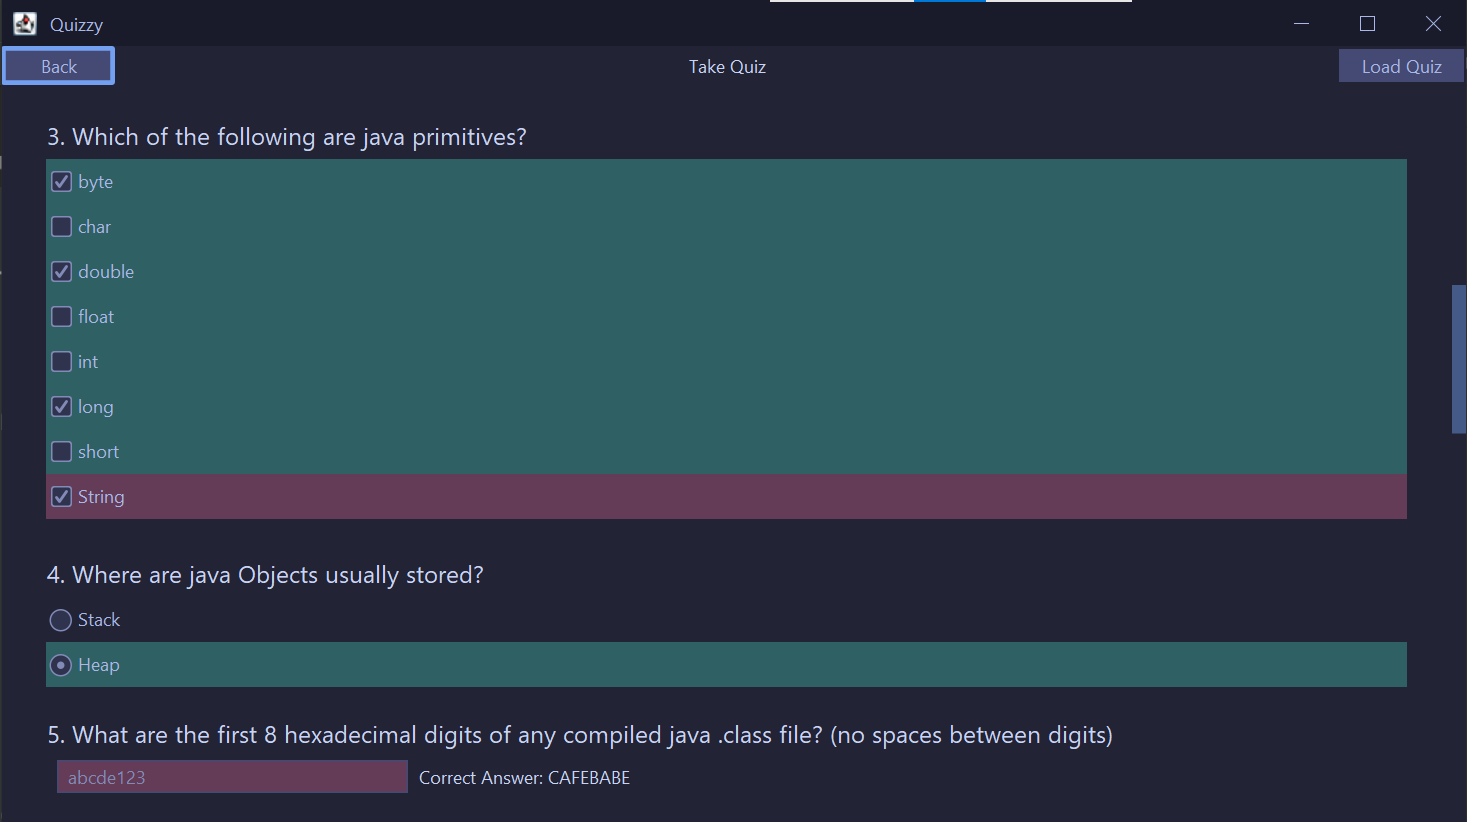 Quizzy
Back
Take Quiz
Load Quiz
3. Which of the following are java primitives?
byte
char
double
float
int
long
short
String
4. Where are java Objects usually stored?
Stack
Heap
5. What are the first 8 hexadecimal digits of any compiled java .class file? (no spaces between digits)
abcde123
Correct Answer: CAFEBABE